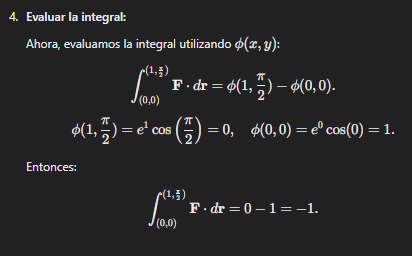 4. Evaluar la integral:
Ahora, evaluamos la integral utilizando ϕ(x, y):
∫_{(0,0)}^{(1,π/2)} F · dr = ϕ(1, π/2) − ϕ(0, 0).
ϕ(1, π/2) = e¹ cos (π/2) = 0, ϕ(0, 0) = e⁰ cos(0) = 1.
Entonces:
∫_{(0,0)}^{(1,π/2)} F · dr = 0 − 1 = −1.